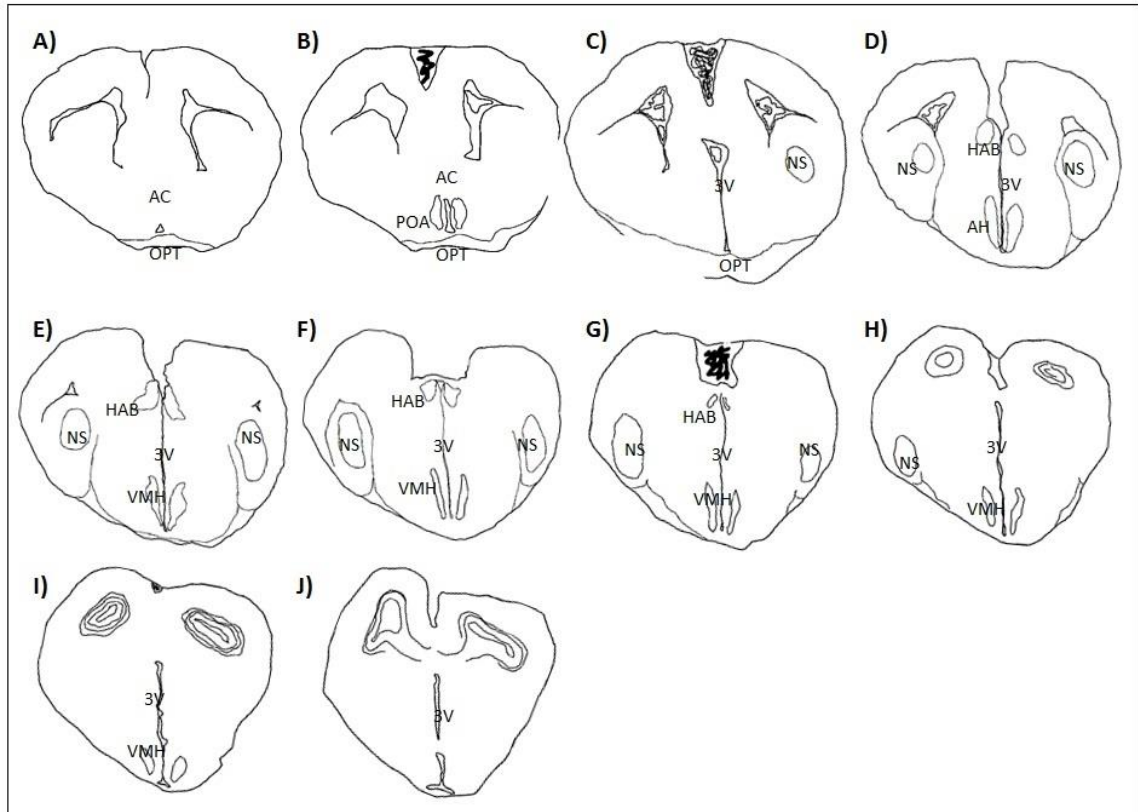 A)
AC
OPT
B)
AC
POA
OPT
C)
NS
3V
OPT
D)
HAB
NS
NS
3V
AH
E)
HAB
NS
NS
3V
VMH
F)
HAB
NS
3V
NS
VMH
G)
HAB
NS
3V
NS
VMH
H)
3V
NS
VMH
I)
3V
VMH
J)
3V